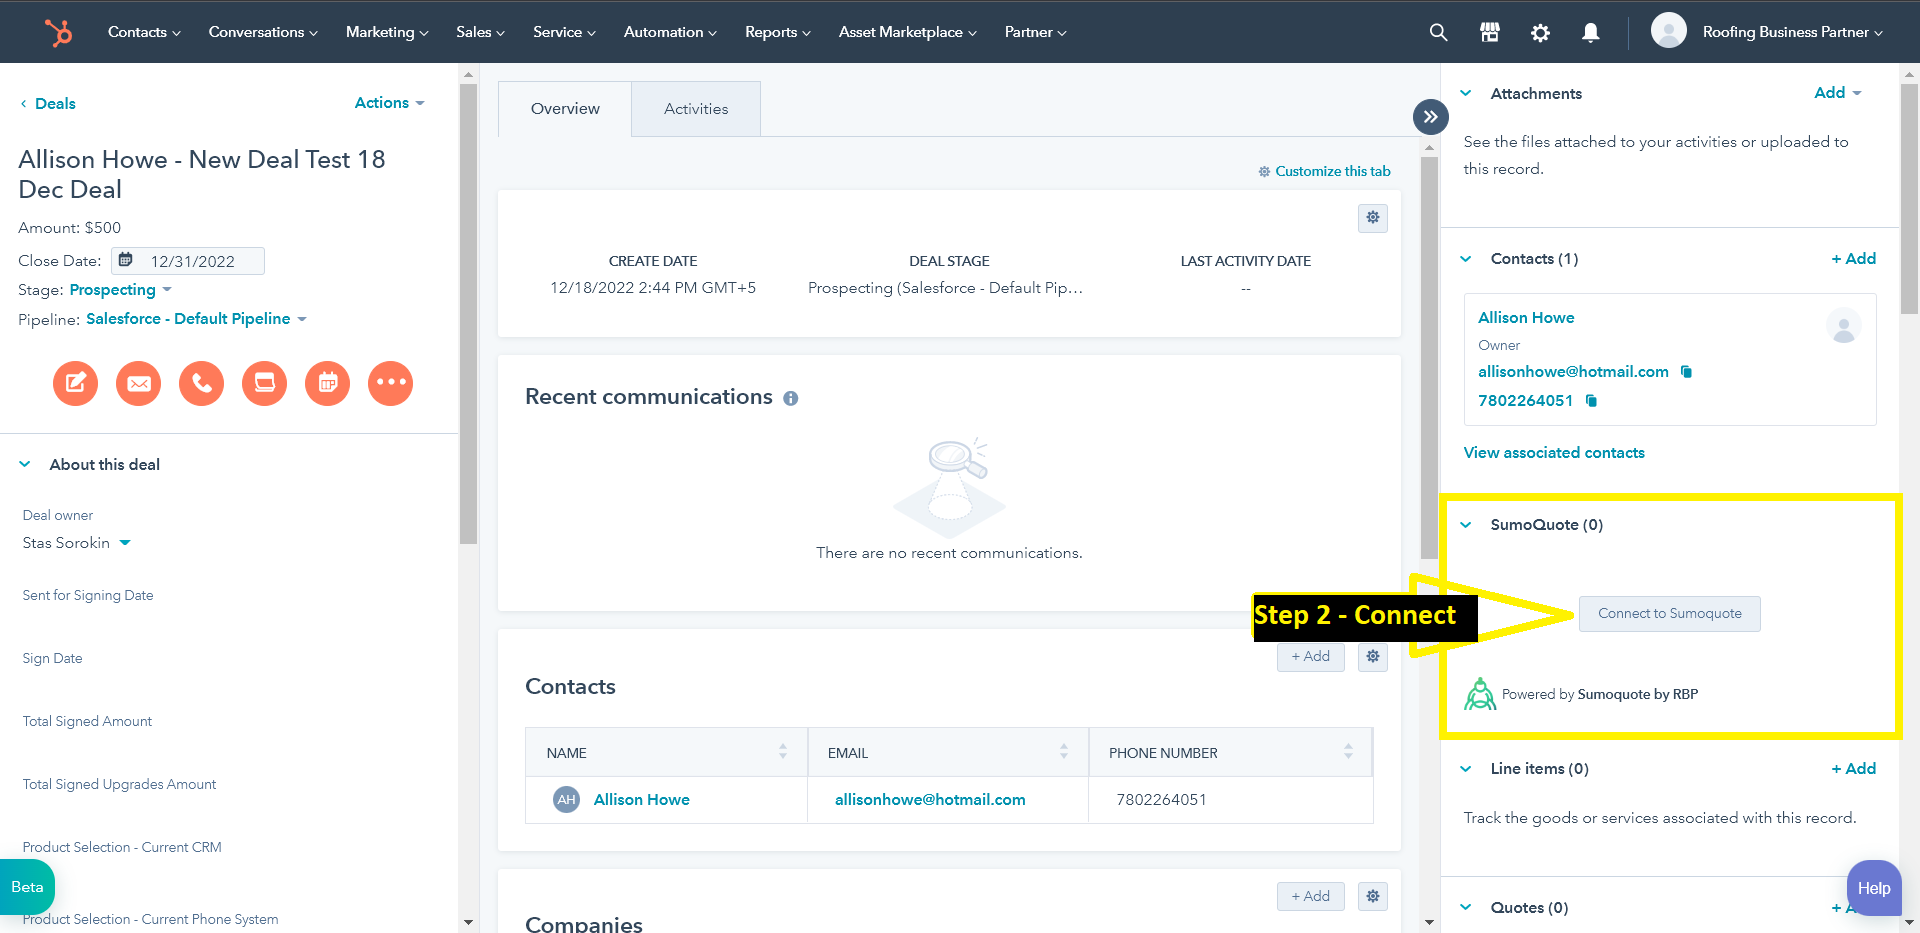 Contacts
Conversations
Marketing
Sales
Service
Automation
Reports
Asset Marketplace
Partner
Roofing Business Partner
Deals
Actions
Allison Howe - New Deal Test 18
Dec Deal
Amount: $500
Close Date: 12/31/2022
Stage: Prospecting
Pipeline: Salesforce - Default Pipeline
About this deal
Deal owner
Stas Sorokin
Sent for Signing Date
Sign Date
Total Signed Amount
Total Signed Upgrades Amount
Product Selection - Current CRM
Beta
Product Selection - Current Phone System
Overview
Activities
Customize this tab
CREATE DATE
12/18/2022 2:44 PM GMT+5
DEAL STAGE
Prospecting (Salesforce - Default Pip...
LAST ACTIVITY DATE
--
Recent communications
There are no recent communications.
Step 2 - Connect
+ Add
Contacts
NAME
EMAIL
PHONE NUMBER
AH
Allison Howe
allisonhowe@hotmail.com
7802264051
+ Add
Companies
Attachments
Add
See the files attached to your activities or uploaded to
this record.
Contacts (1)
+ Add
Allison Howe
Owner
allisonhowe@hotmail.com
7802264051
View associated contacts
SumoQuote (0)
Connect to Sumoquote
Powered by Sumoquote by RBP
Line items (0)
+ Add
Track the goods or services associated with this record.
Help
Quotes (0)